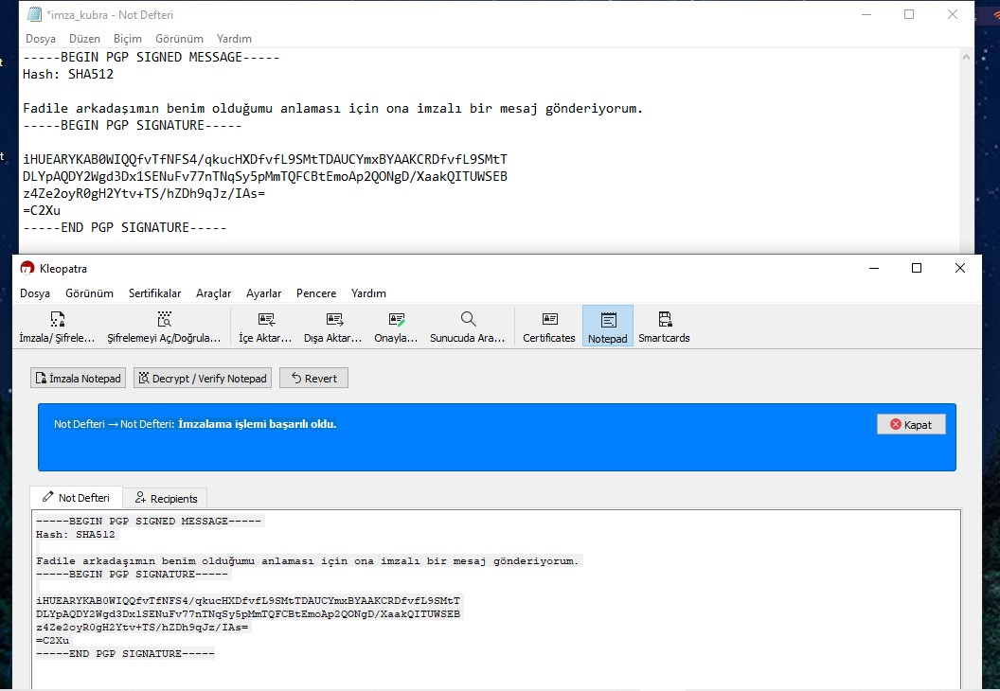 *imza_kubra - Not Defteri
Dosya Düzen Biçim Görünüm Yardım
-----BEGIN PGP SIGNED MESSAGE-----
Hash: SHA512
Fadile arkadaşımın benim olduğumu anlaması için ona imzalı bir mesaj gönderiyorum.
-----BEGIN PGP SIGNATURE-----
iHUEARYKAB0WIQQfvTfNFS4/qkucHXDfvfL9SMtTDAUCYmxBYAAKCRDfvfL9SMtT
DLYpAQDY2Wgd3Dx1SENuFv77nTNqSy5pMmTQFCBtEmoAp2QONgD/XaakQITUWSEB
z4Ze2oyR0gH2Ytv+TS/hZDh9qJz/IAs=
=C2Xu
-----END PGP SIGNATURE-----
Kleopatra
Dosya Görünüm Sertifikalar Araçlar Ayarlar Pencere Yardım
İmzala/ Şifrele... Şifrelemeyi Aç/Doğrula... İçe Aktar... Dışa Aktar... Onayla... Sunucuda Ara... Certificates Notepad Smartcards
İmzala Notepad Decrypt / Verify Notepad Revert
Not Defteri → Not Defteri: İmzalama işlemi başarılı oldu. Kapat
Not Defteri Recipients
-----BEGIN PGP SIGNED MESSAGE-----
Hash: SHA512
Fadile arkadaşımın benim olduğumu anlaması için ona imzalı bir mesaj gönderiyorum.
-----BEGIN PGP SIGNATURE-----
iHUEARYKAB0WIQQfvTfNFS4/qkucHXDfvfL9SMtTDAUCYmxBYAAKCRDfvfL9SMtT
DLYpAQDY2Wgd3Dx1SENuFv77nTNqSy5pMmTQFCBtEmoAp2QONgD/XaakQITUWSEB
z4Ze2oyR0gH2Ytv+TS/hZDh9qJz/IAs=
=C2Xu
-----END PGP SIGNATURE-----